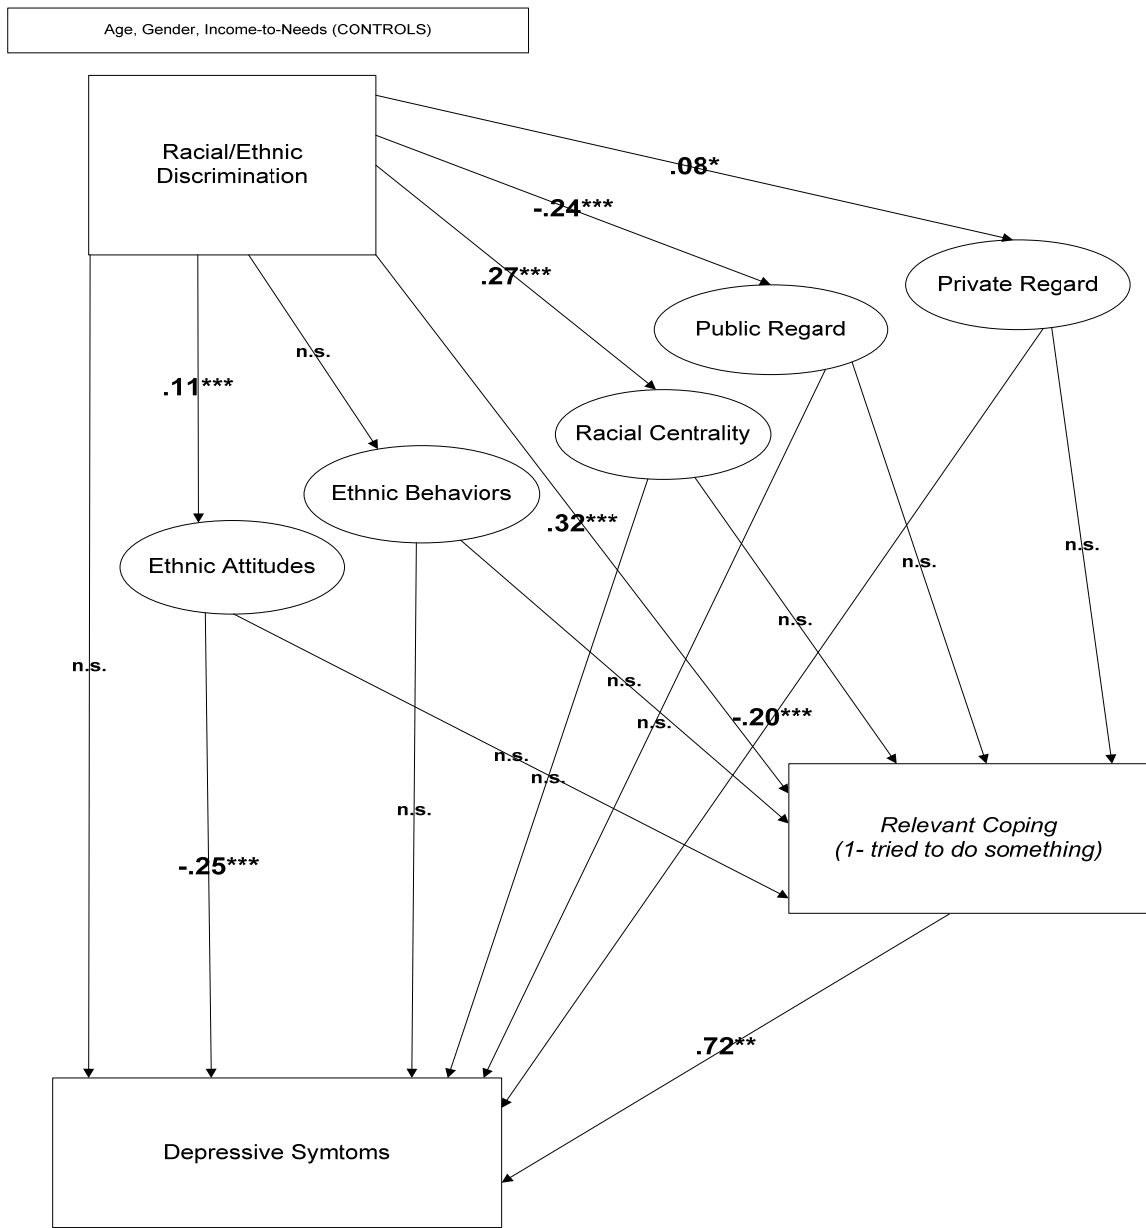 Age, Gender, Income-to-Needs (CONTROLS)
Racial/Ethnic
Discrimination
.08*
-.24***
.27***
Private Regard
Public Regard
n.s.
.11***
Racial Centrality
Ethnic Behaviors
.32***
n.s.
n.s.
Ethnic Attitudes
n.s.
n.s.
n.s.
-.20***
n.s.
n.s.
n.s.
n.s.
Relevant Coping
(1- tried to do something)
-.25***
.72**
Depressive Symtoms